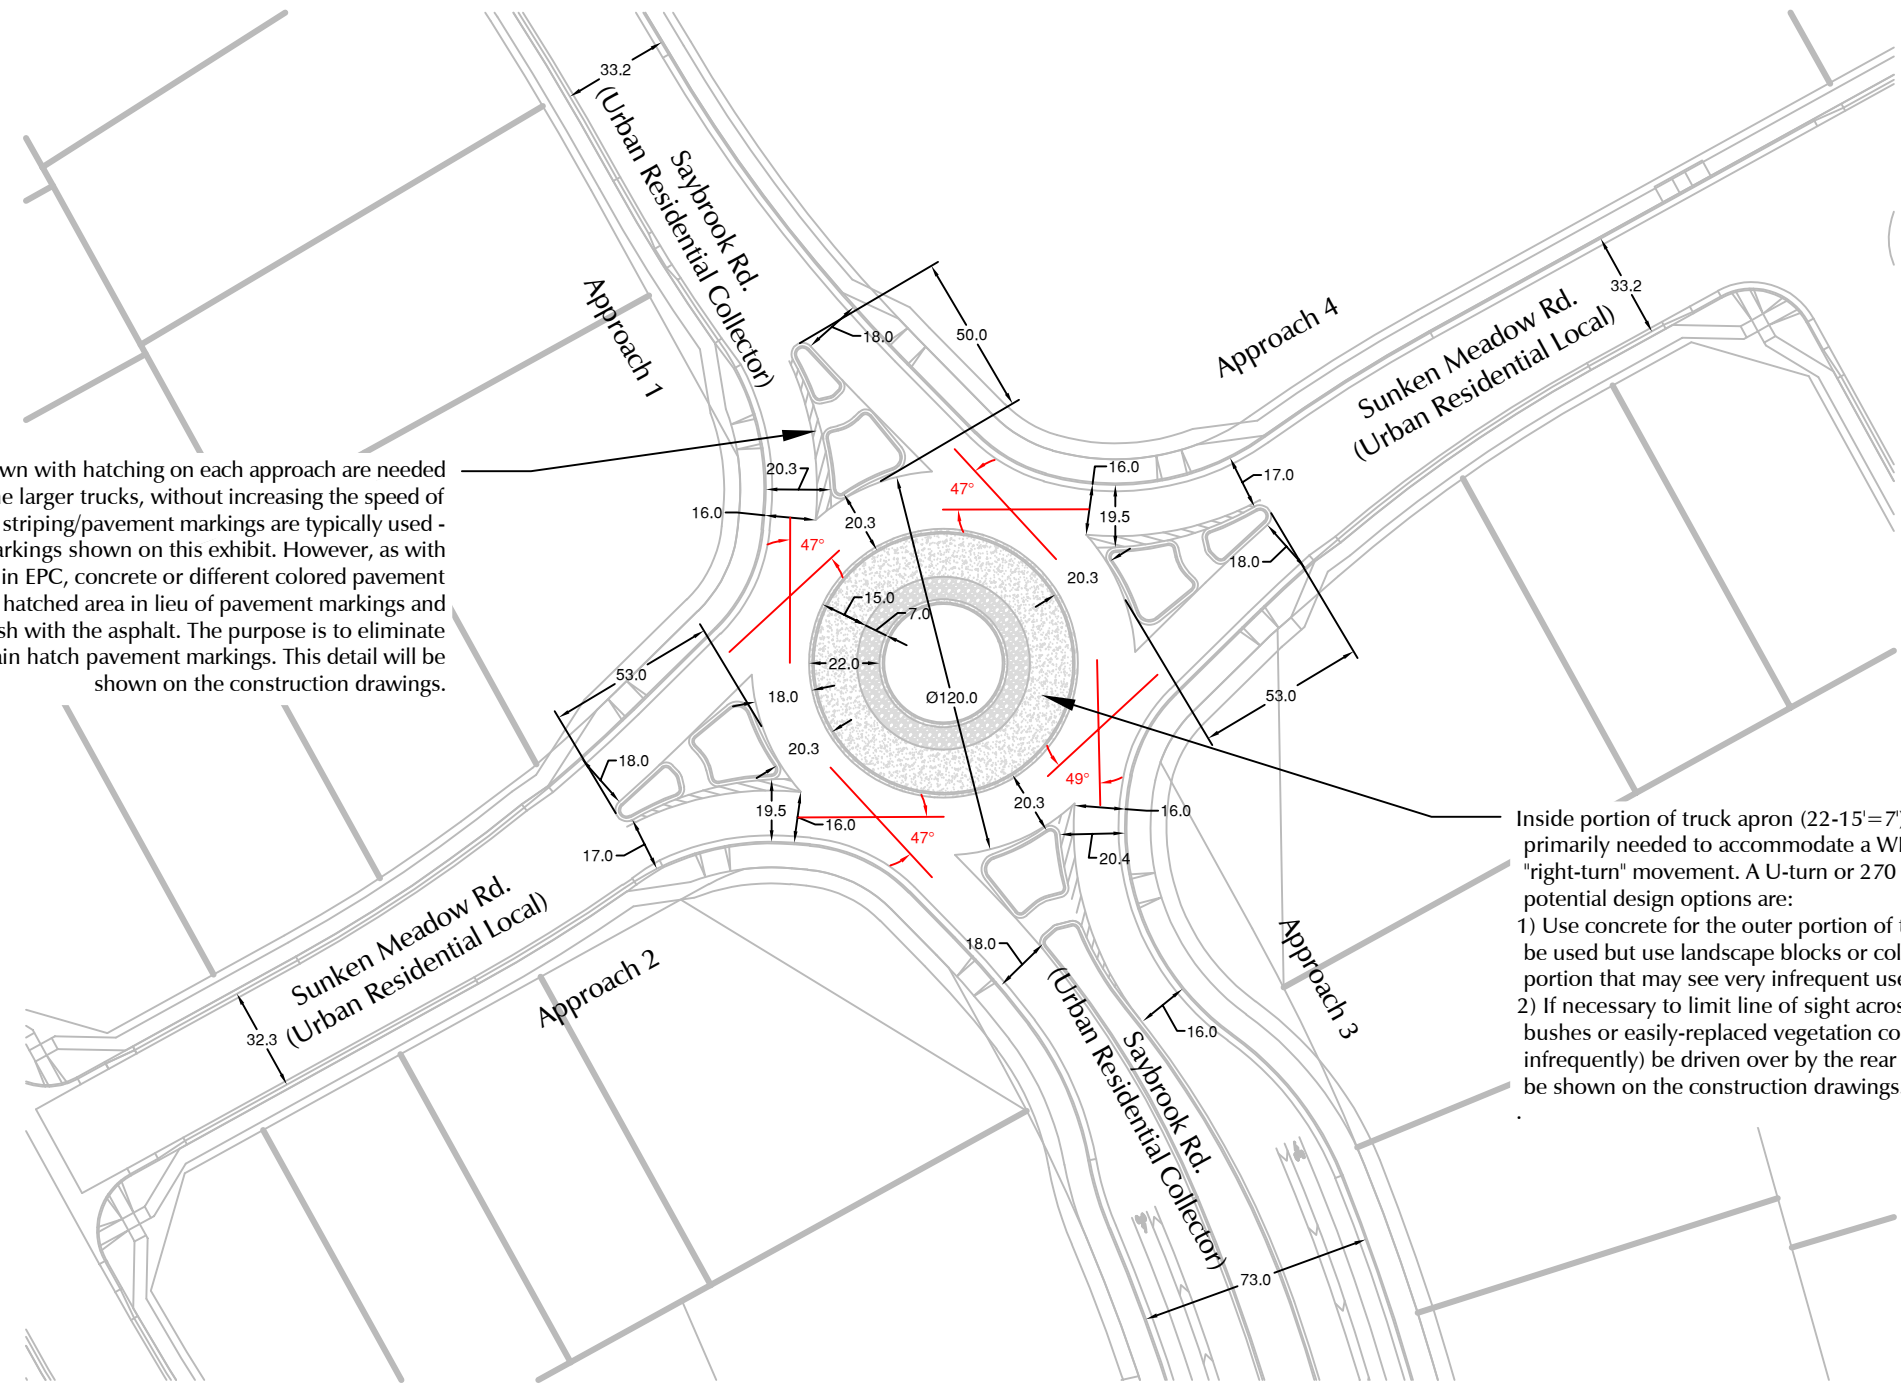 33.2
Saybrook Rd.
(Urban Residential Collector)
Approach 1
18.0
50.0
33.2
Approach 4
Sunken Meadow Rd.
(Urban Residential Local)
wn with hatching on each approach are needed
e larger trucks, without increasing the speed of
striping/pavement markings are typically used -
arkings shown on this exhibit. However, as with
in EPC, concrete or different colored pavement
hatched area in lieu of pavement markings and
sh with the asphalt. The purpose is to eliminate
ain hatch pavement markings. This detail will be
shown on the construction drawings.
20.3
16.0
20.3
47°
47°
16.0
19.5
17.0
18.0
20.3
15.0
7.0
22.0
Ø120.0
18.0
20.3
53.0
18.0
53.0
19.5
16.0
17.0
47°
49°
20.3
16.0
20.4
Inside portion of truck apron (22-15'=7')
primarily needed to accommodate a W
"right-turn" movement. A U-turn or 270
potential design options are:
1) Use concrete for the outer portion of t
be used but use landscape blocks or col
portion that may see very infrequent use
2) If necessary to limit line of sight acros
bushes or easily-replaced vegetation co
infrequently) be driven over by the rear
be shown on the construction drawings
.
Sunken Meadow Rd.
(Urban Residential Local)
32.3
Approach 2
18.0
16.0
Approach 3
Saybrook Rd.
(Urban Residential Collector)
73.0